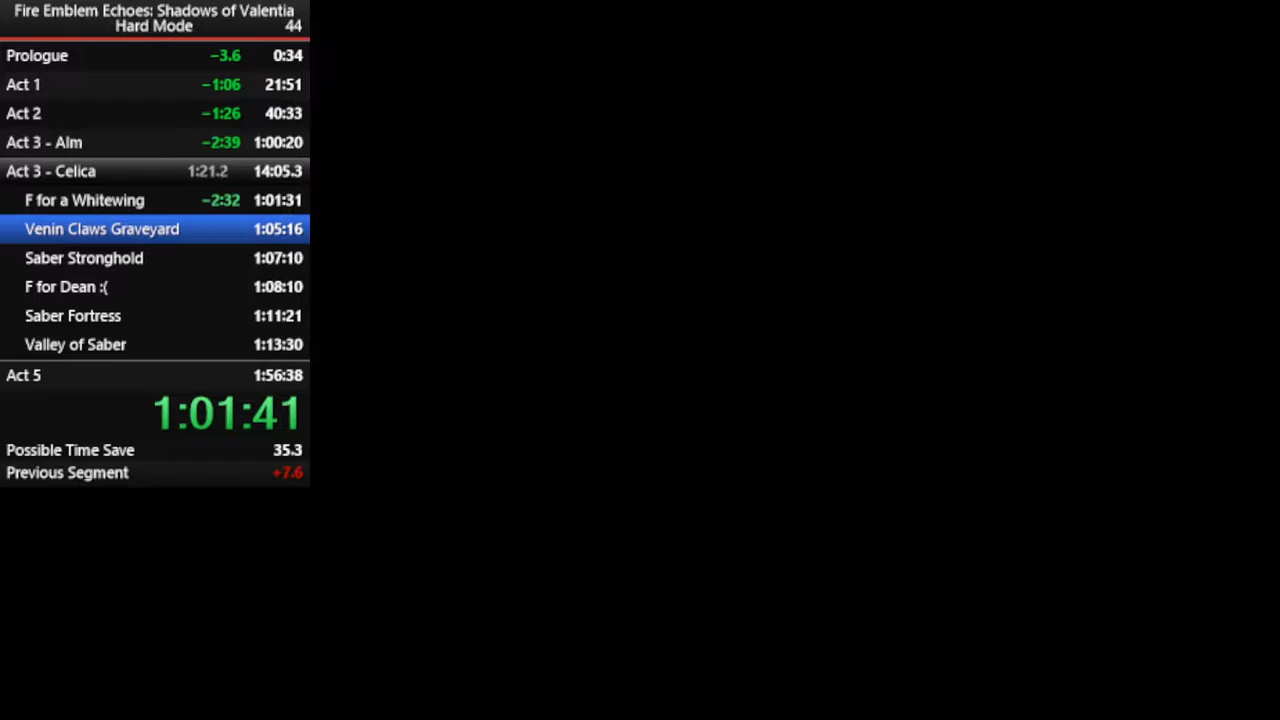 Fire Emblem Echoes: Shadows of Valentia
Hard Mode 44
Prologue −3.6 0:34
Act 1 −1:06 21:51
Act 2 −1:26 40:33
Act 3 - Alm −2:39 1:00:20
Act 3 - Celica 1:21.2 14:05.3
F for a Whitewing −2:32 1:01:31
Venin Claws Graveyard 1:05:16
Saber Stronghold 1:07:10
F for Dean :( 1:08:10
Saber Fortress 1:11:21
Valley of Saber 1:13:30
Act 5 1:56:38
1:01:41
Possible Time Save 35.3
Previous Segment +7.6